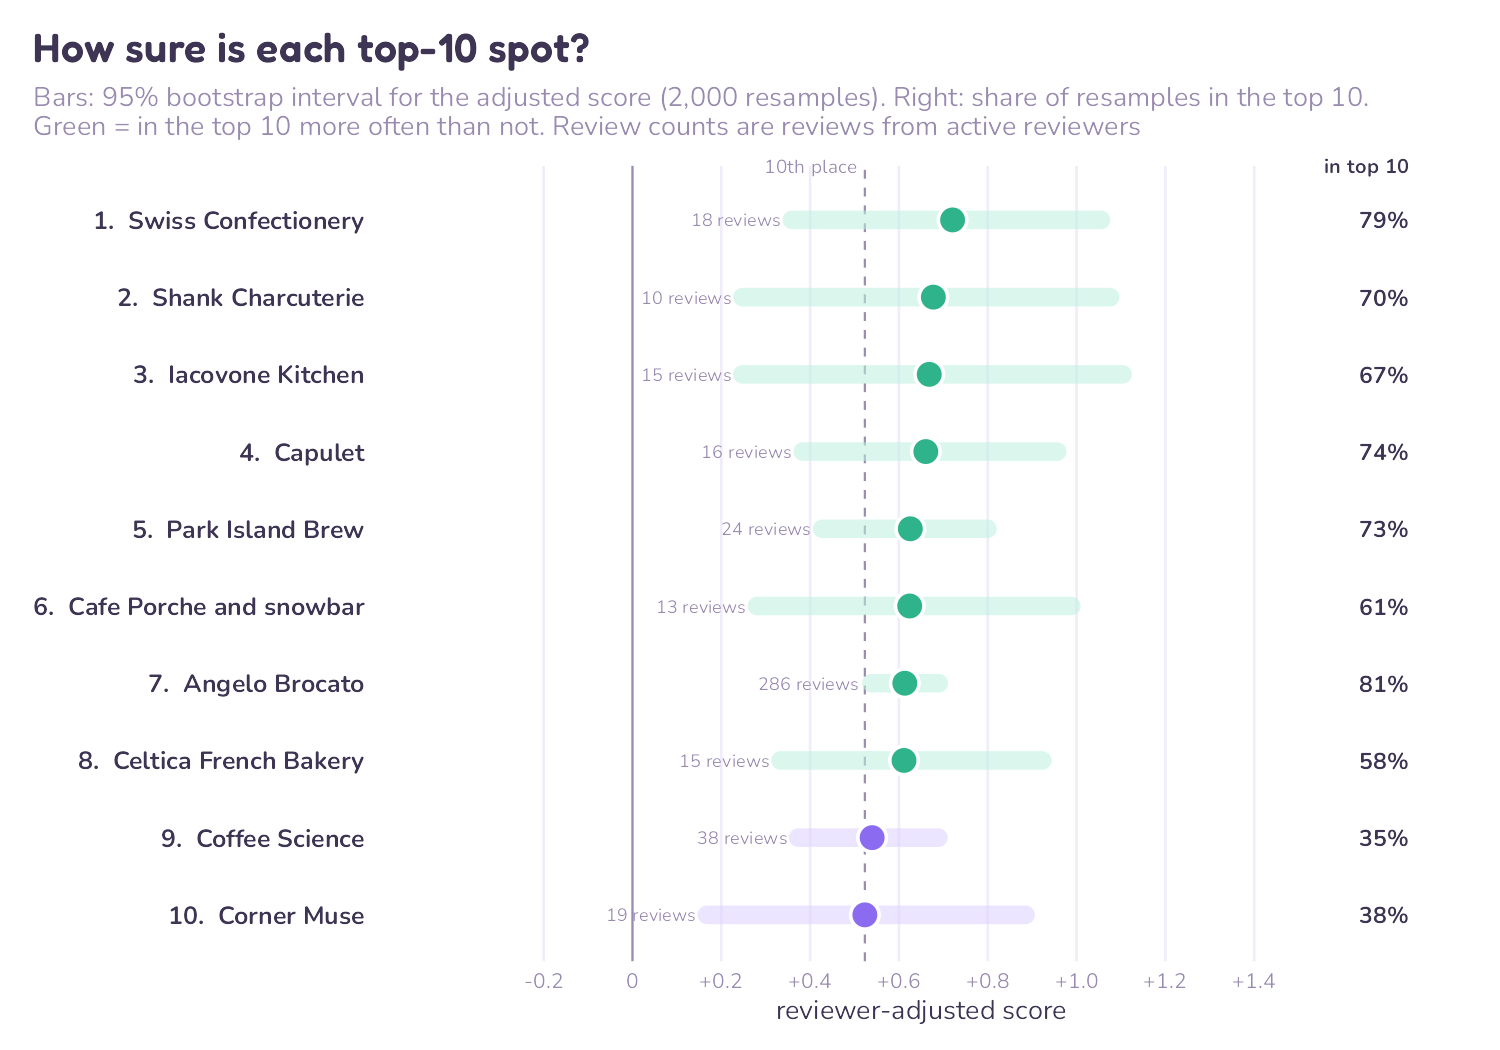 How sure is each top-10 spot?
Bars: 95% bootstrap interval for the adjusted score (2,000 resamples). Right: share of resamples in the top 10.
Green = in the top 10 more often than not. Review counts are reviews from active reviewers
10th place in top 10
1. Swiss Confectionery 18 reviews 79%
2. Shank Charcuterie 10 reviews 70%
3. Iacovone Kitchen 15 reviews 67%
4. Capulet 16 reviews 74%
5. Park Island Brew 24 reviews 73%
6. Cafe Porche and snowbar 13 reviews 61%
7. Angelo Brocato 286 reviews 81%
8. Celtica French Bakery 15 reviews 58%
9. Coffee Science 38 reviews 35%
10. Corner Muse 19 reviews 38%
-0.2 0 +0.2 +0.4 +0.6 +0.8 +1.0 +1.2 +1.4
reviewer-adjusted score